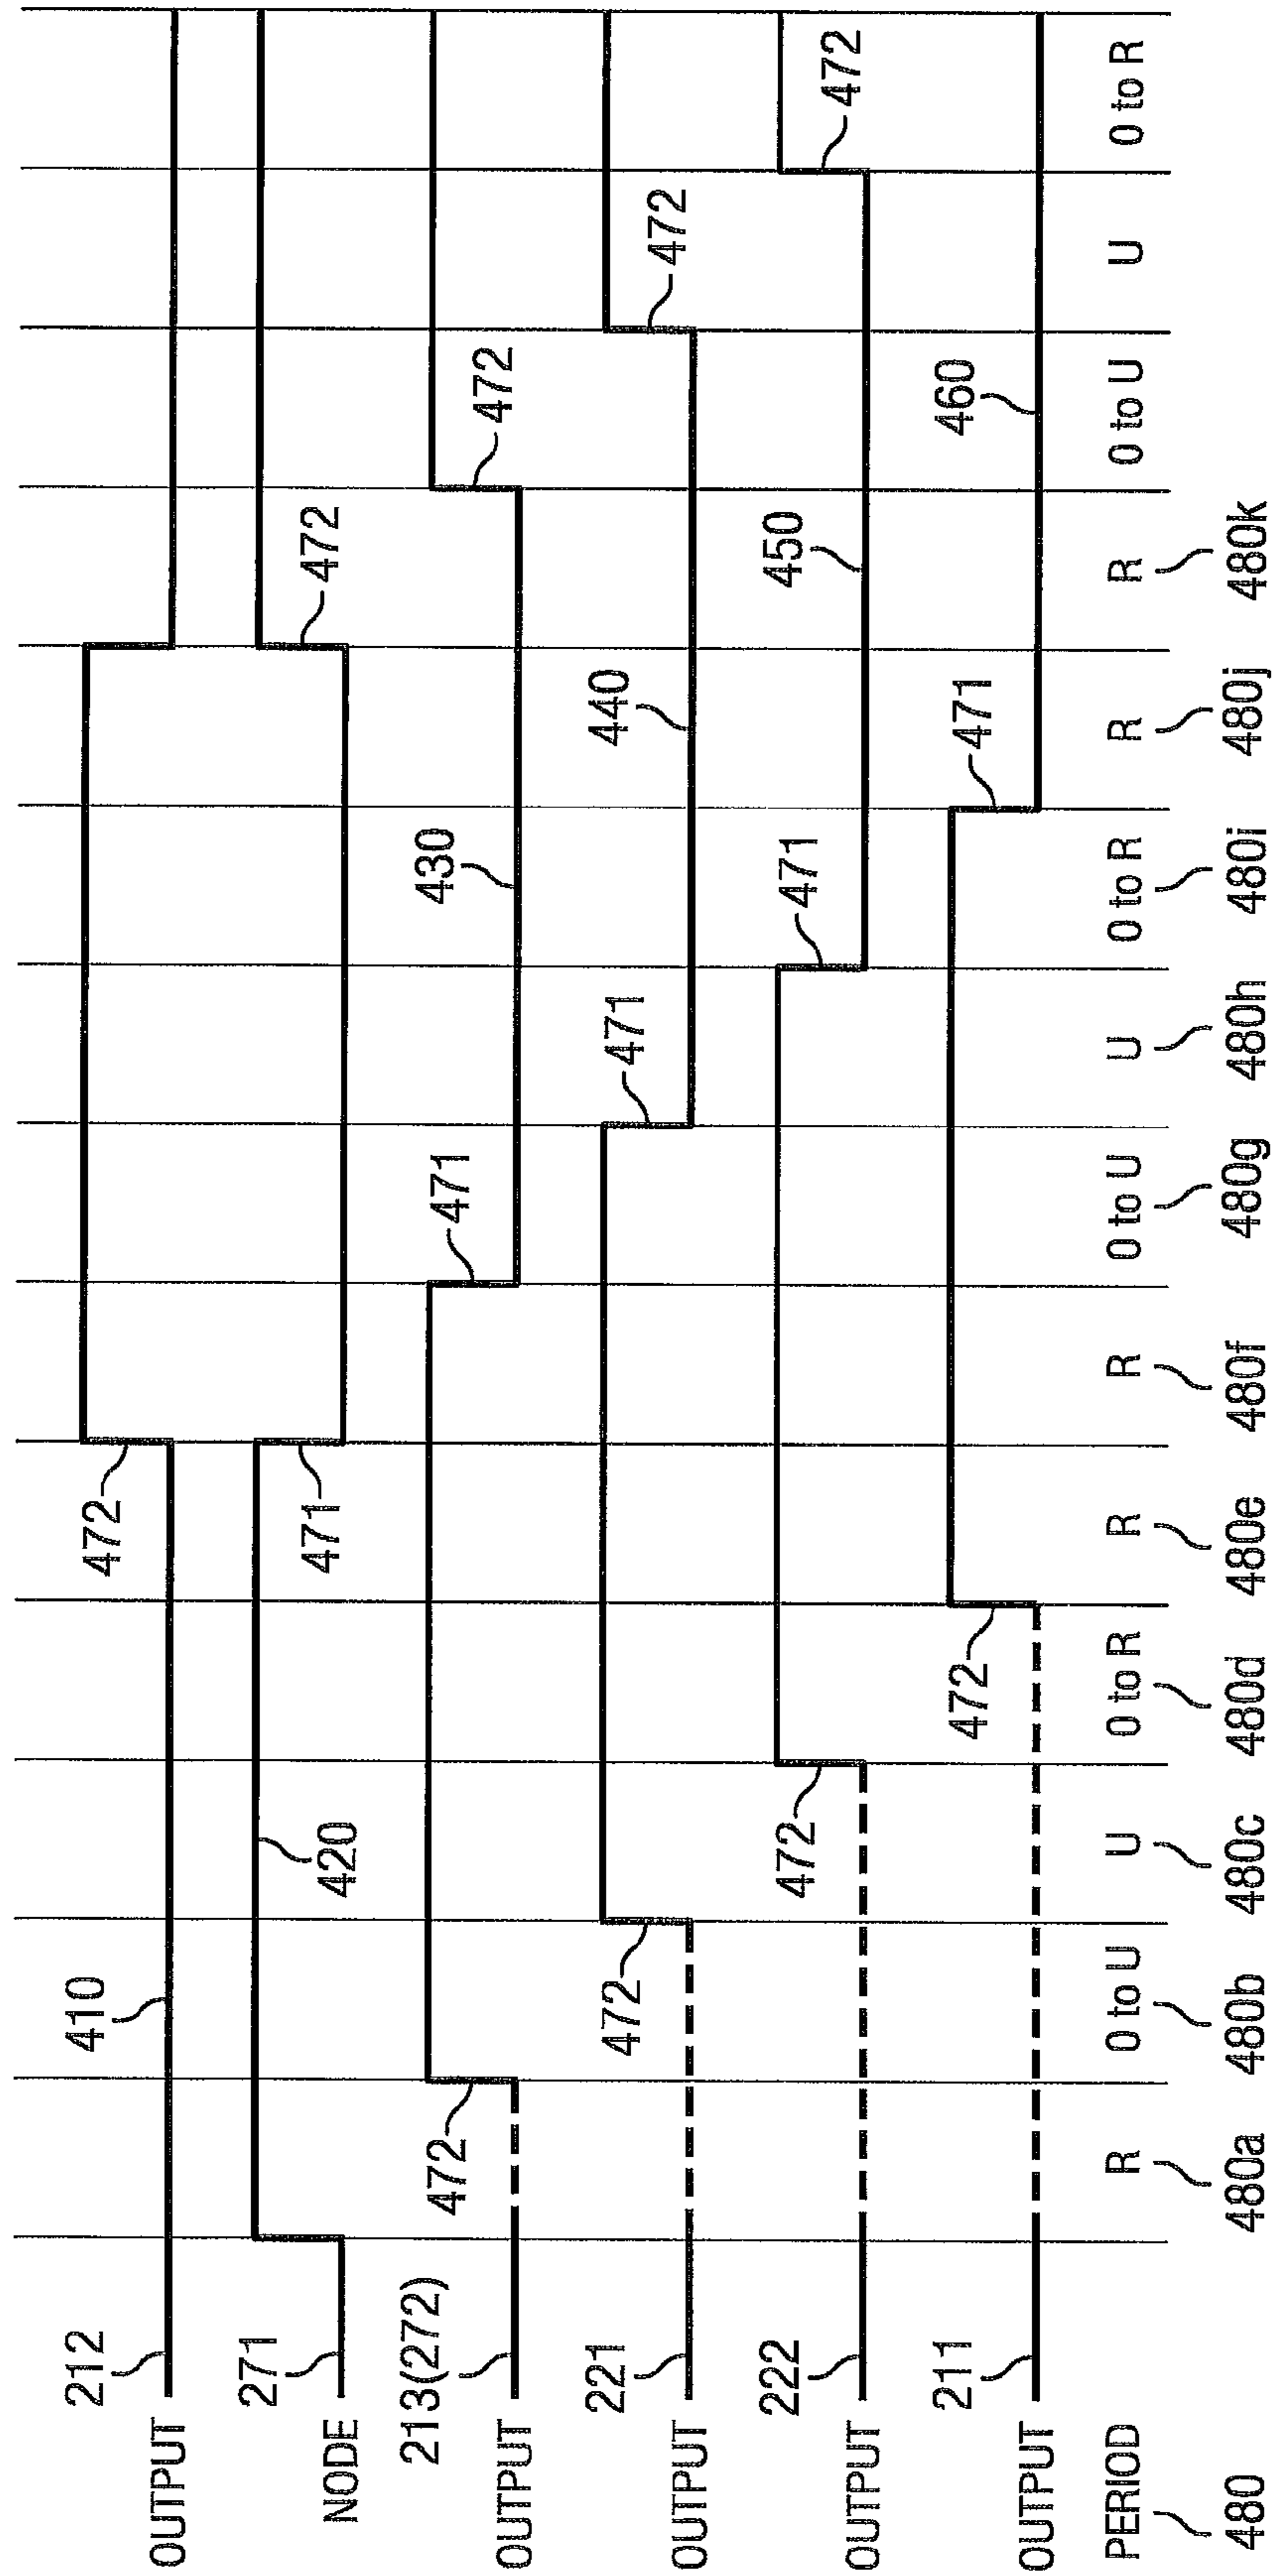 OUTPUT 212 410 472
NODE 271 420 471 472
OUTPUT 213(272) 472 471 430 472
OUTPUT 221 472 471 440 472
OUTPUT 222 472 471 450 472
OUTPUT 211 472 471 460
PERIOD R 0 to U U 0 to R R R 0 to U U 0 to R R R 0 to U U 0 to R
480 480a 480b 480c 480d 480e 480f 480g 480h 480i 480j 480k